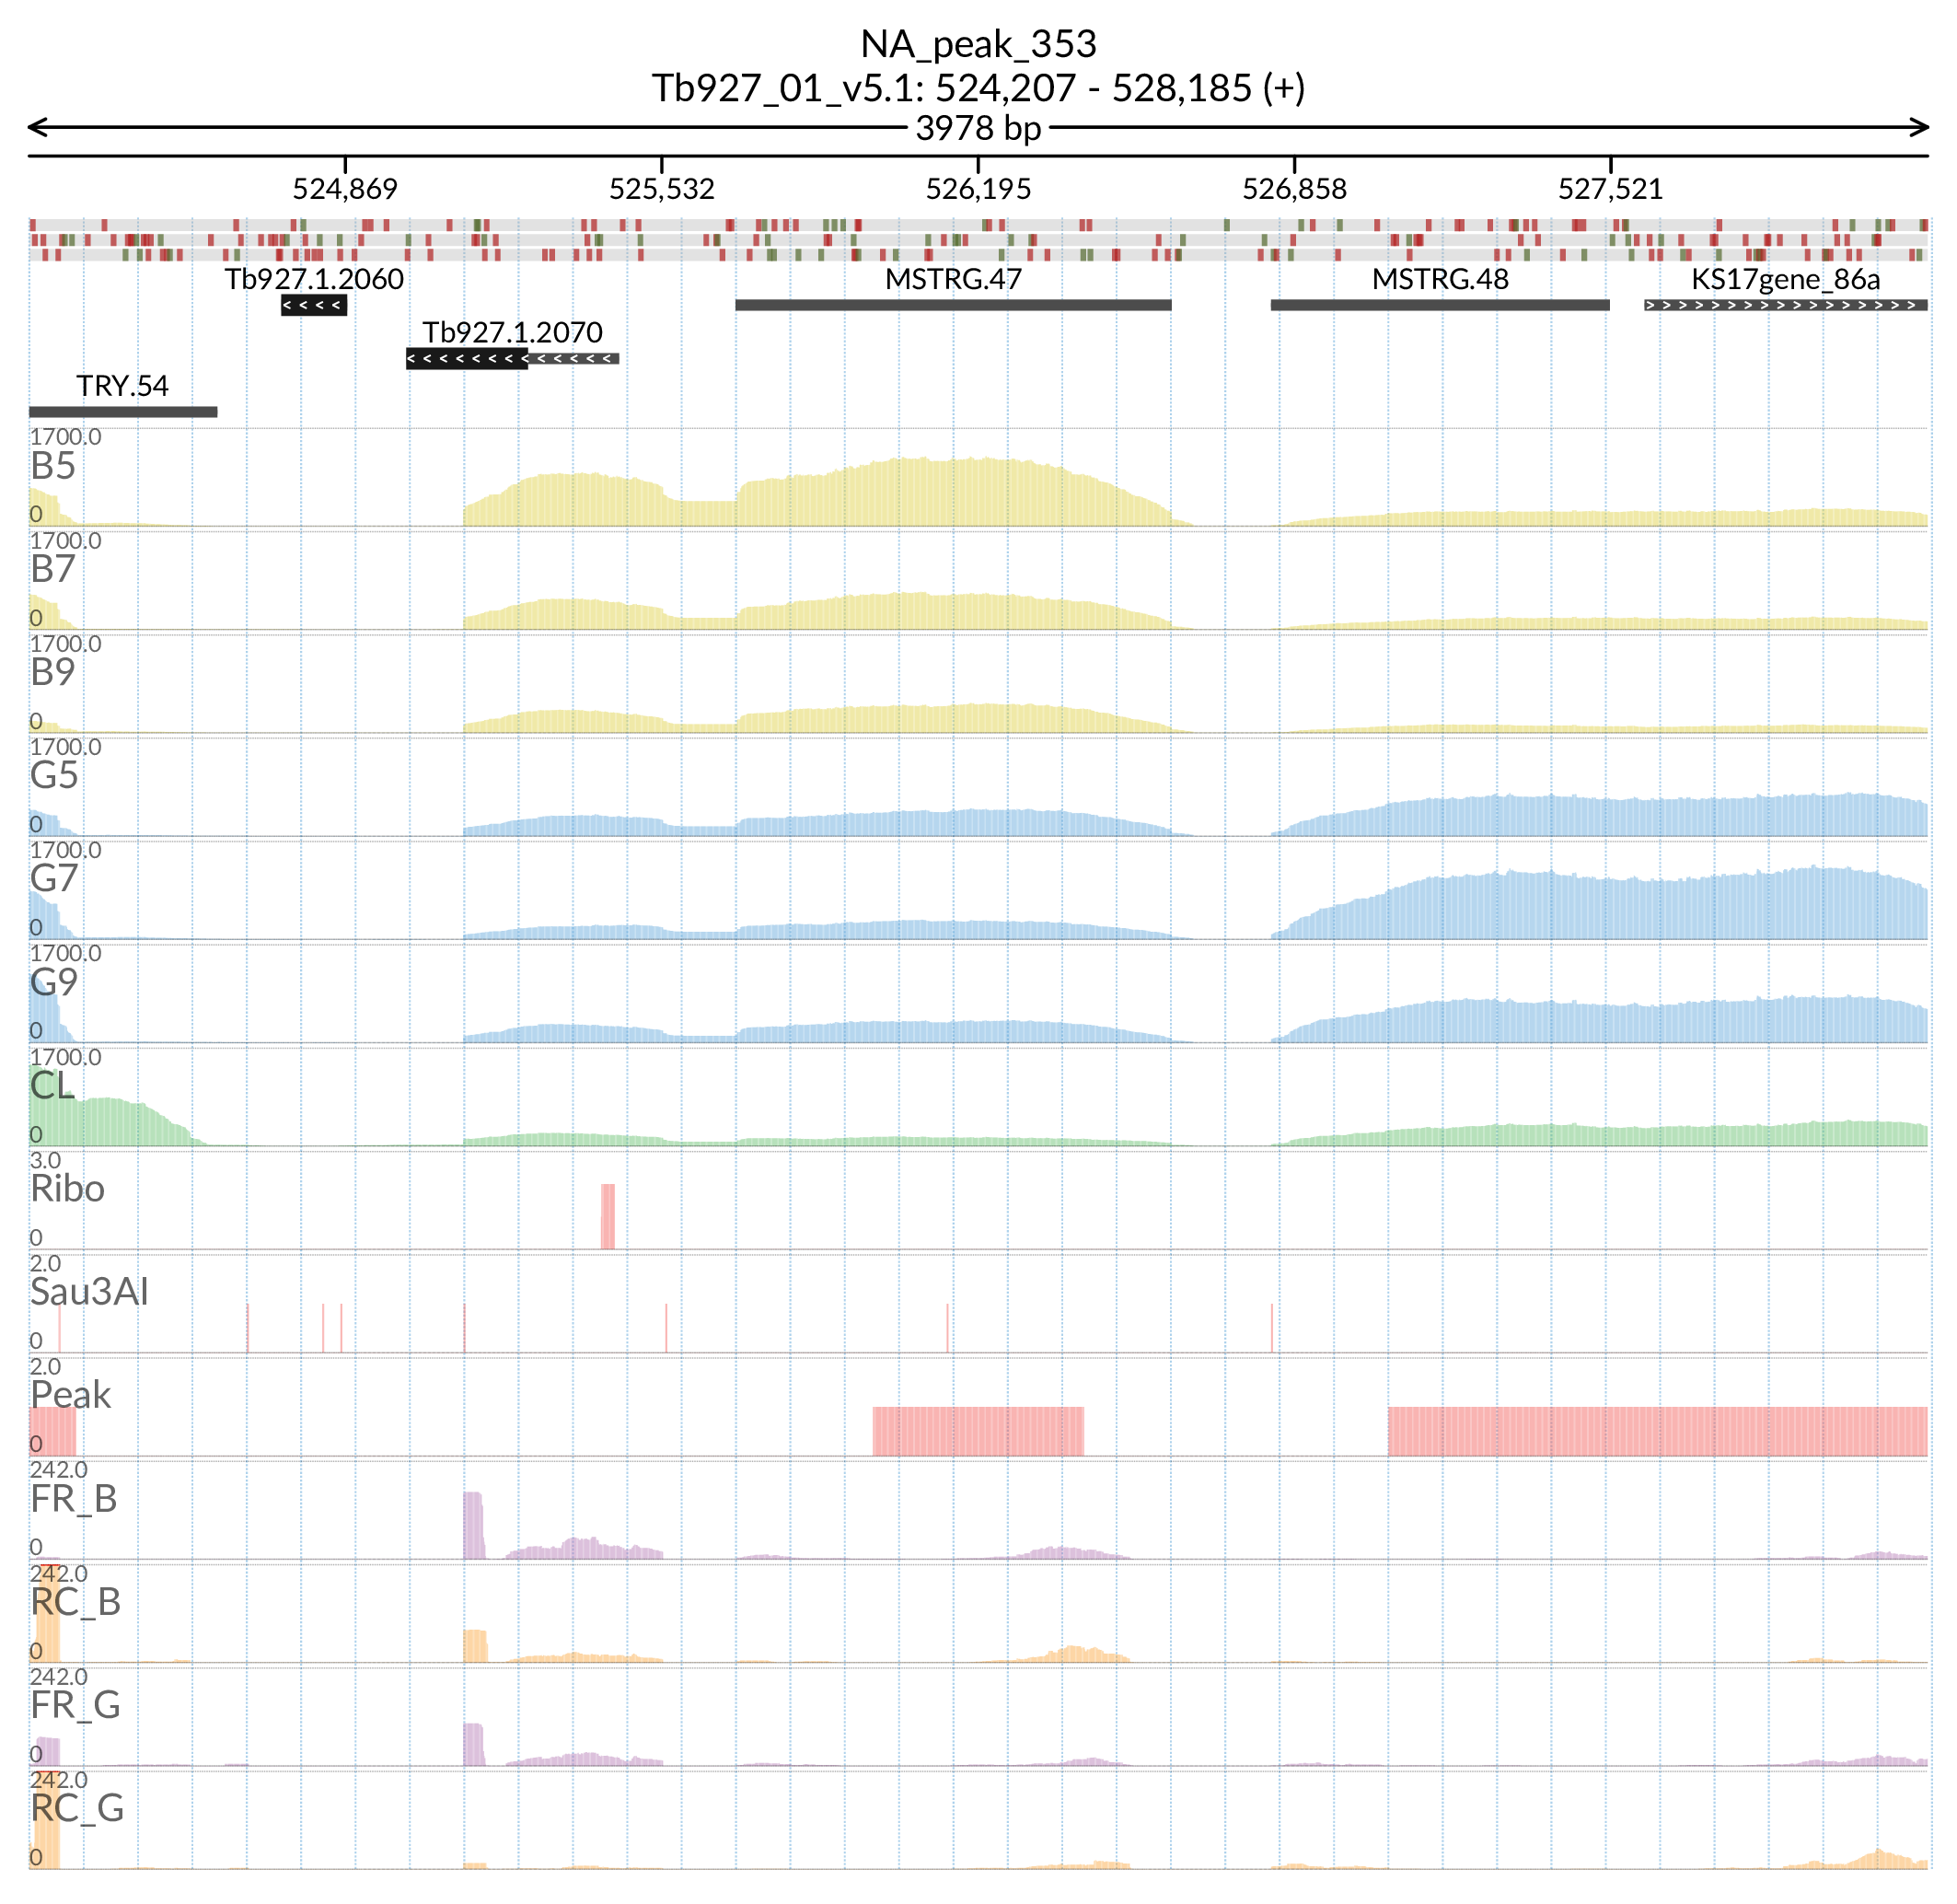 NA_peak_353
Tb927_01_v5.1: 524,207 - 528,185 (+)
3978 bp
524,869 525,532 526,195 526,858 527,521
Tb927.1.2060 MSTRG.47 MSTRG.48 KS17gene_86a
Tb927.1.2070
TRY.54
1700.0
B5
0
1700.0
B7
0
1700.0
B9
0
1700.0
G5
0
1700.0
G7
0
1700.0
G9
0
1700.0
CL
0
3.0
Ribo
0
2.0
Sau3AI
0
2.0
Peak
0
242.0
FR_B
0
242.0
RC_B
0
242.0
FR_G
0
242.0
RC_G
0